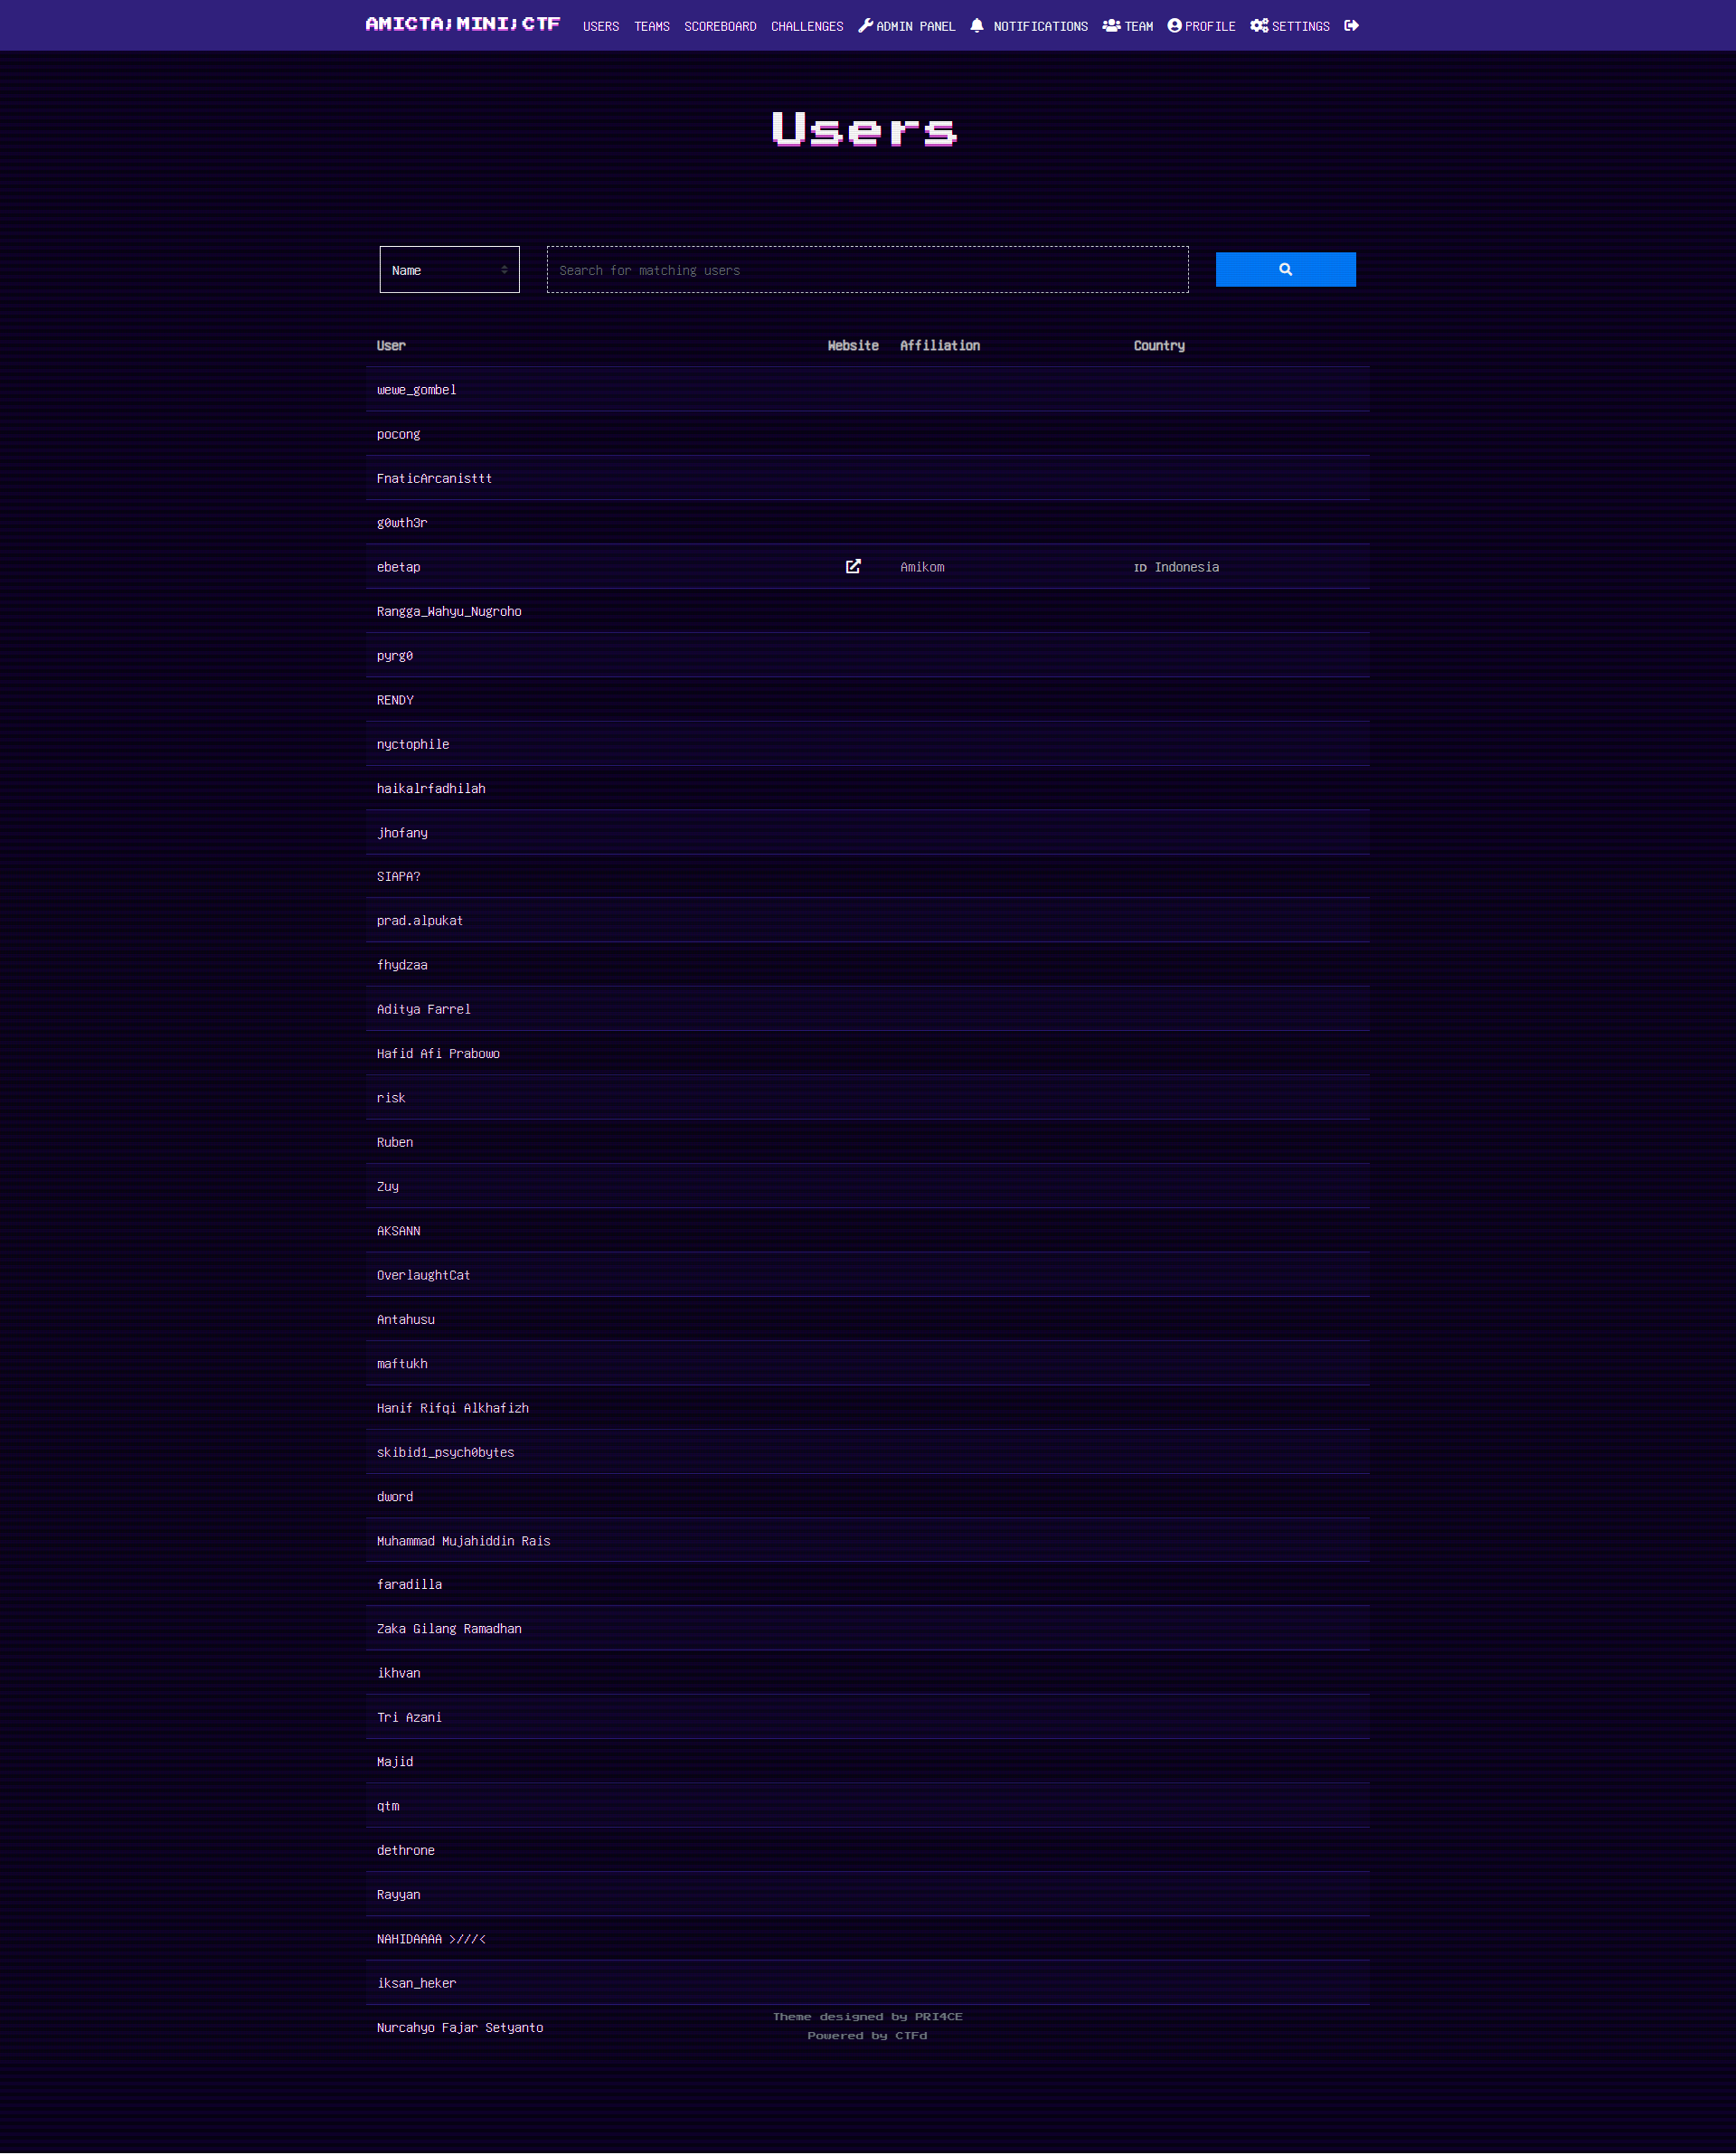 AMICTA;MINI;CTF USERS TEAMS SCOREBOARD CHALLENGES ADMIN PANEL NOTIFICATIONS TEAM PROFILE SETTINGS
Users
Name Search for matching users
User Website Affiliation Country
wewe_gombel
pocong
FnaticArcanisttt
g0wth3r
ebetap Amikom ID Indonesia
Rangga_Wahyu_Nugroho
pyrg0
RENDY
nyctophile
haikalrfadhilah
jhofany
SIAPA?
prad.alpukat
fhydzaa
Aditya Farrel
Hafid Afi Prabowo
risk
Ruben
Zuy
AKSANN
OverlaughtCat
Antahusu
maftukh
Hanif Rifqi Alkhafizh
skibid1_psych0bytes
dword
Muhammad Mujahiddin Rais
faradilla
Zaka Gilang Ramadhan
ikhvan
Tri Azani
Majid
qtm
dethrone
Rayyan
NAHIDAAAA >///<
iksan_heker
Theme designed by PRI4CE
Nurcahyo Fajar Setyanto
Powered by CTFd